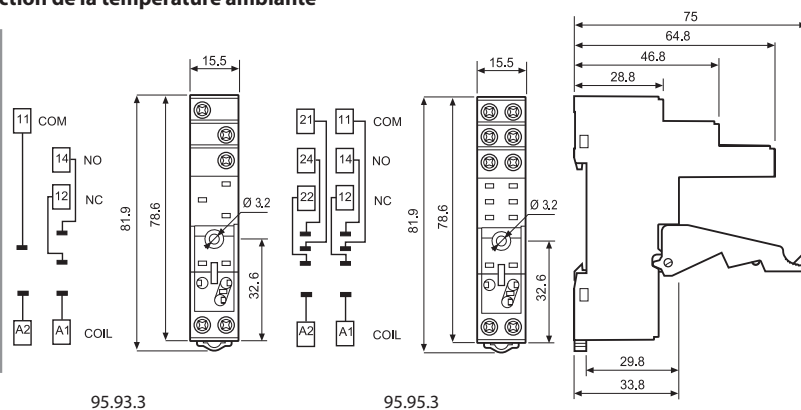 ction de la température ambiante
11 COM
14 NO
12 NC
A2 A1 COIL
15.5
81.9
78.6
Ø 3.2
32.6
95.93.3
21 11 COM
24 14 NO
22 12 NC
A2 A1 COIL
15.5
81.9
78.6
Ø 3.2
32.6
95.95.3
75
64.8
46.8
28.8
29.8
33.8